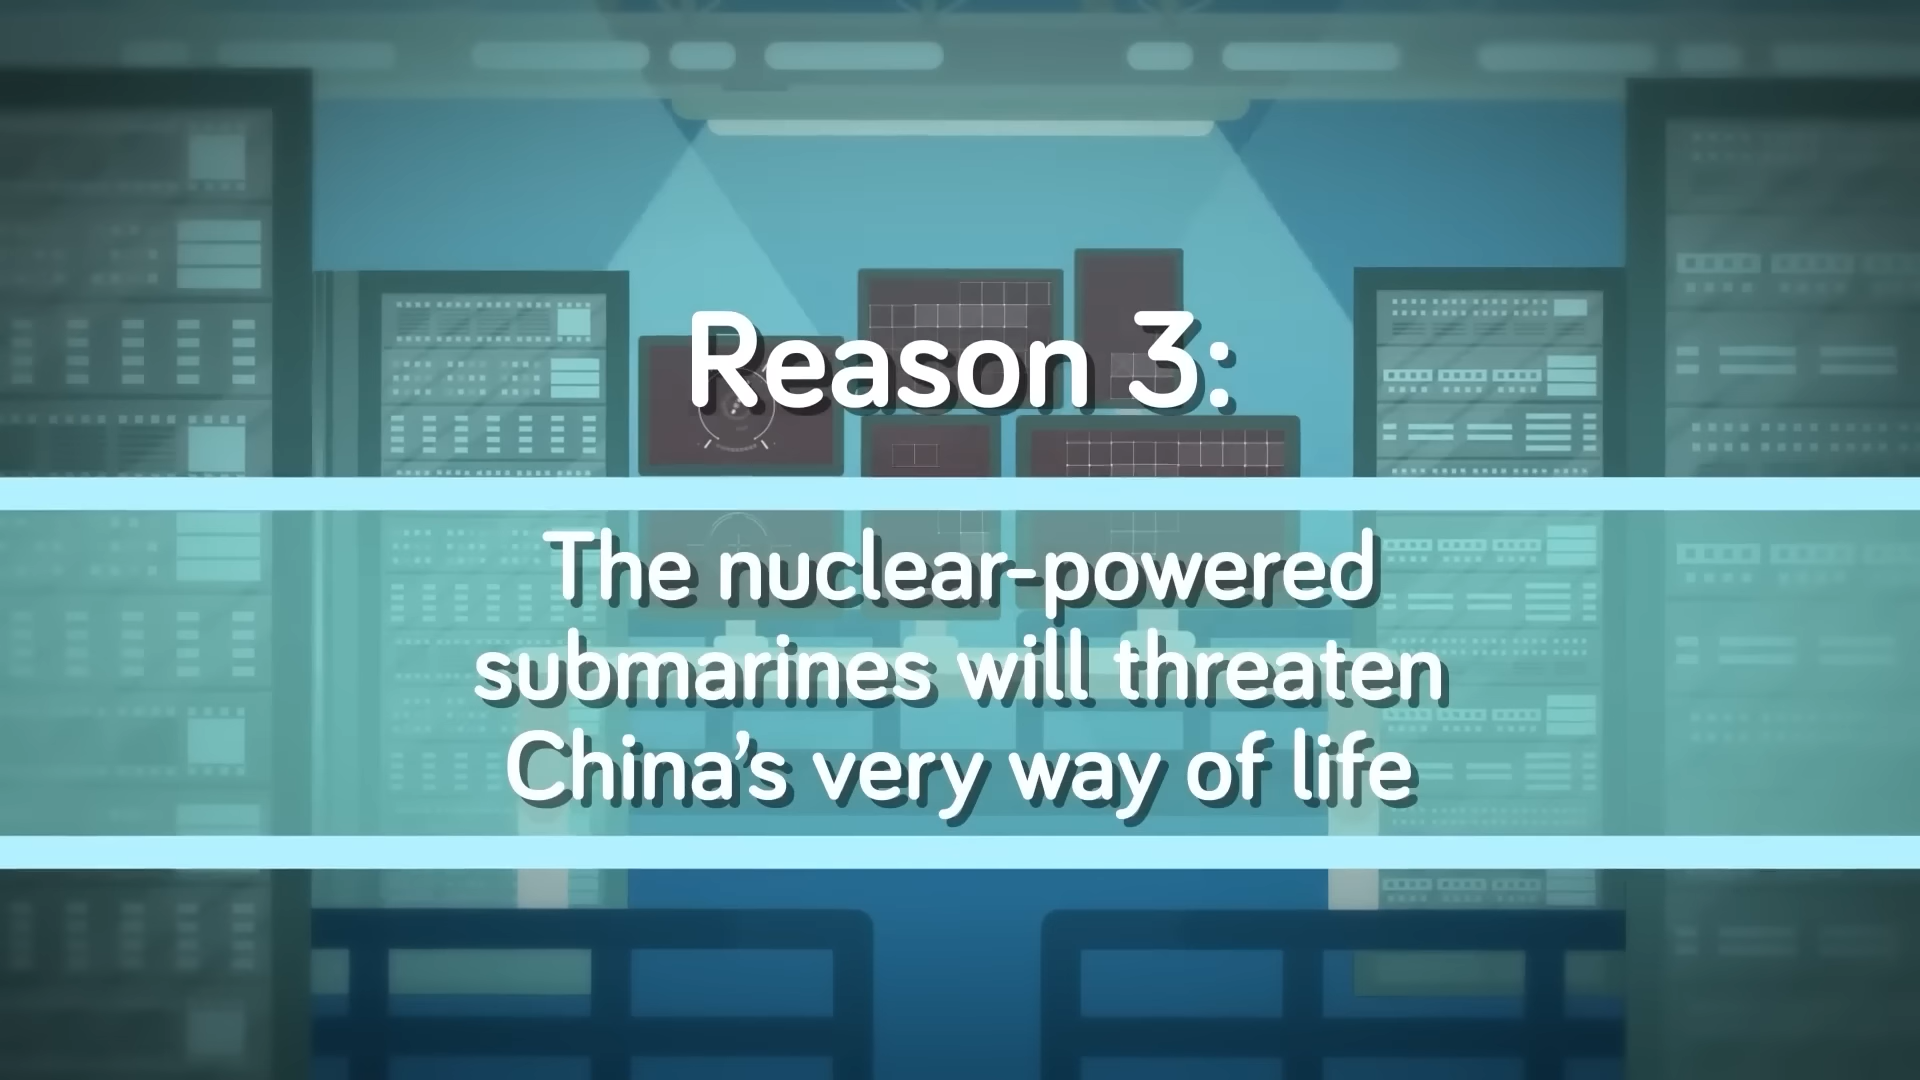 Reason 3:
The nuclear-powered
submarines will threaten
China’s very way of life